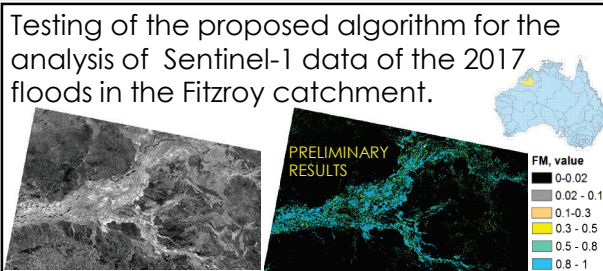 Testing of the proposed algorithm for the
analysis of Sentinel-1 data of the 2017
floods in the Fitzroy catchment.
PRELIMINARY
RESULTS
FM, value
0-0.02
0.02 - 0.1
0.1-0.3
0.3 - 0.5
0.5 - 0.8
0.8 - 1